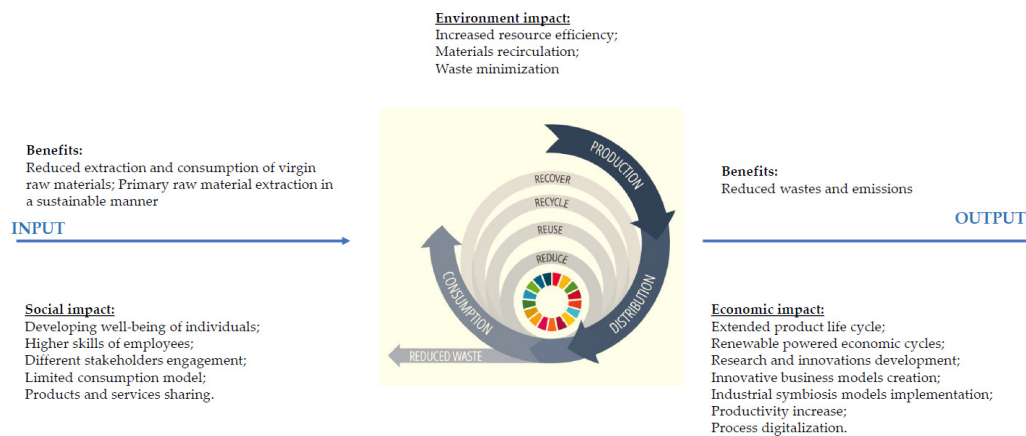 Environment impact:
Increased resource efficiency;
Materials recirculation;
Waste minimization
Benefits:
Reduced extraction and consumption of virgin
raw materials; Primary raw material extraction in
a sustainable manner
INPUT
Social impact:
Developing well-being of individuals;
Higher skills of employees;
Different stakeholders engagement;
Limited consumption model;
Products and services sharing.
PRODUCTION
RECOVER
RECYCLE
REUSE
REDUCE
CONSUMPTION
DISTRIBUTION
REDUCED WASTE
Benefits:
Reduced wastes and emissions
OUTPUT
Economic impact:
Extended product life cycle;
Renewable powered economic cycles;
Research and innovations development;
Innovative business models creation;
Industrial symbiosis models implementation;
Productivity increase;
Process digitalization.